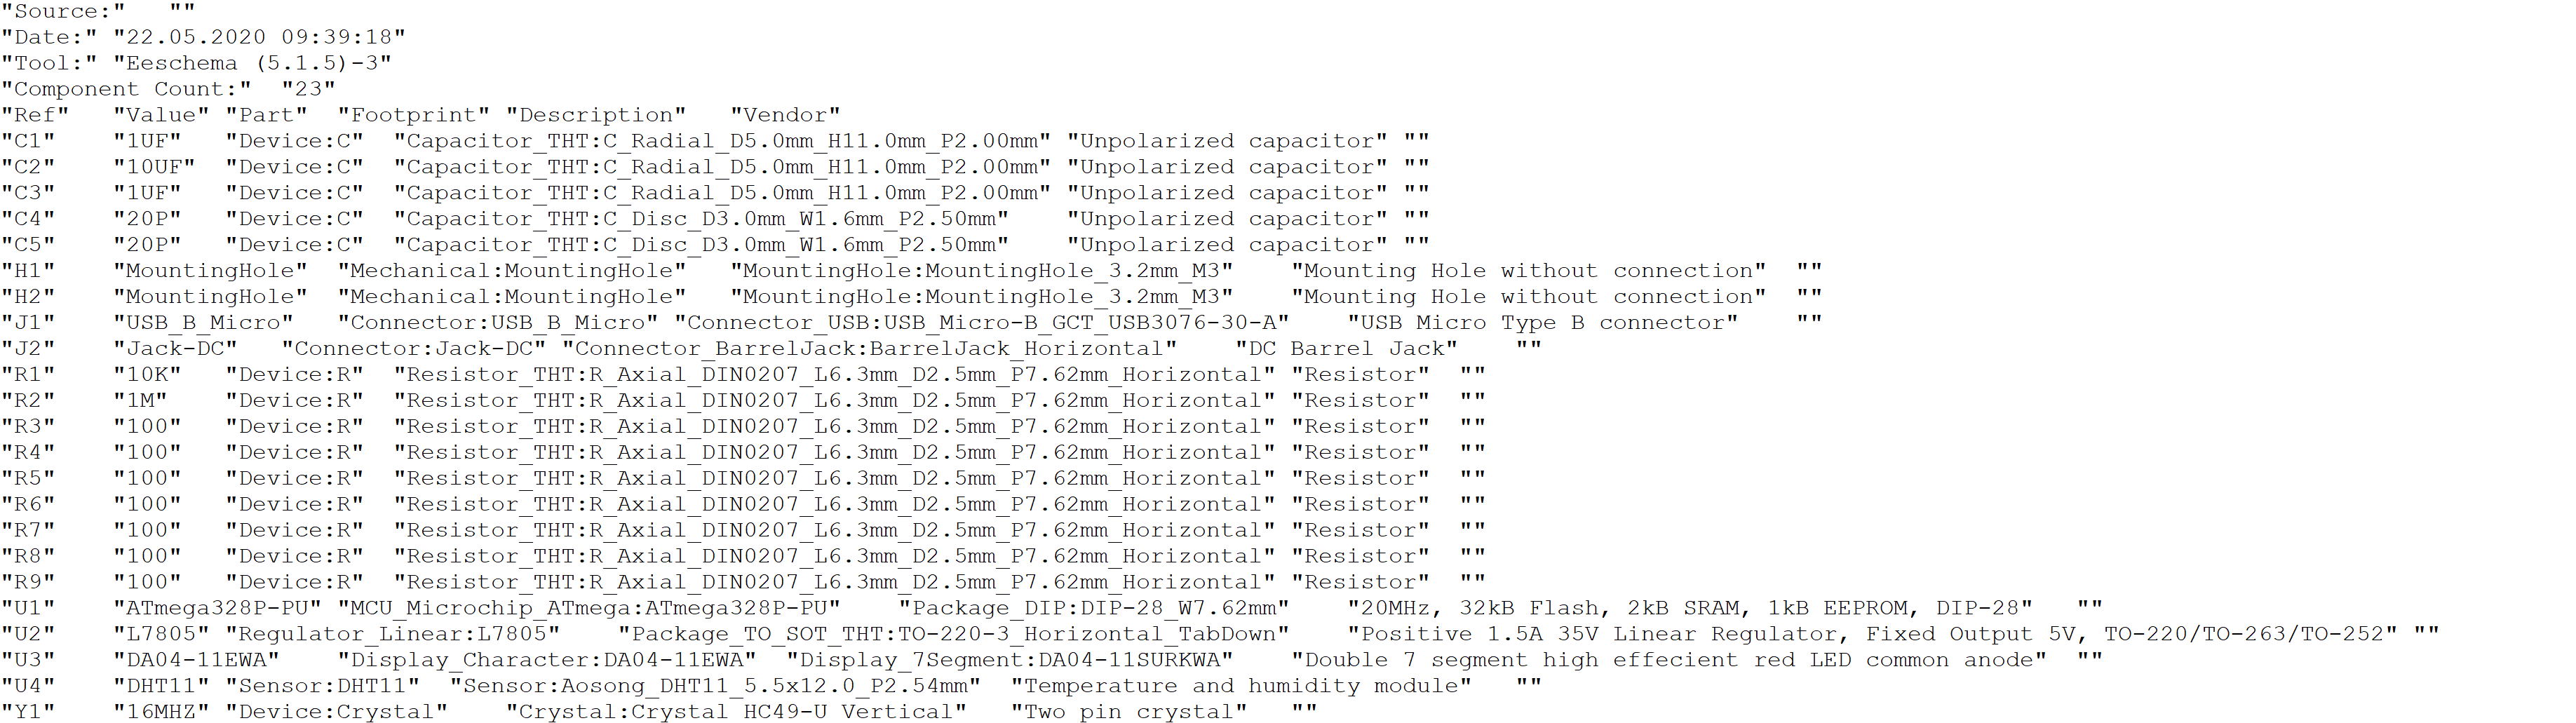 "Source:" ""
"Date:" "22.05.2020 09:39:18"
"Tool:" "Eeschema (5.1.5)-3"
"Component Count:" "23"
"Ref" "Value" "Part" "Footprint" "Description" "Vendor"
"C1" "1UF" "Device:C" "Capacitor_THT:C_Radial_D5.0mm_H11.0mm_P2.00mm" "Unpolarized capacitor" ""
"C2" "10UF" "Device:C" "Capacitor_THT:C_Radial_D5.0mm_H11.0mm_P2.00mm" "Unpolarized capacitor" ""
"C3" "1UF" "Device:C" "Capacitor_THT:C_Radial_D5.0mm_H11.0mm_P2.00mm" "Unpolarized capacitor" ""
"C4" "20P" "Device:C" "Capacitor_THT:C_Disc_D3.0mm_W1.6mm_P2.50mm" "Unpolarized capacitor" ""
"C5" "20P" "Device:C" "Capacitor_THT:C_Disc_D3.0mm_W1.6mm_P2.50mm" "Unpolarized capacitor" ""
"H1" "MountingHole" "Mechanical:MountingHole" "MountingHole:MountingHole_3.2mm_M3" "Mounting Hole without connection" ""
"H2" "MountingHole" "Mechanical:MountingHole" "MountingHole:MountingHole_3.2mm_M3" "Mounting Hole without connection" ""
"J1" "USB_B_Micro" "Connector:USB_B_Micro" "Connector_USB:USB_Micro-B_GCT_USB3076-30-A" "USB Micro Type B connector" ""
"J2" "Jack-DC" "Connector:Jack-DC" "Connector_BarrelJack:BarrelJack_Horizontal" "DC Barrel Jack" ""
"R1" "10K" "Device:R" "Resistor_THT:R_Axial_DIN0207_L6.3mm_D2.5mm_P7.62mm_Horizontal" "Resistor" ""
"R2" "1M" "Device:R" "Resistor_THT:R_Axial_DIN0207_L6.3mm_D2.5mm_P7.62mm_Horizontal" "Resistor" ""
"R3" "100" "Device:R" "Resistor_THT:R_Axial_DIN0207_L6.3mm_D2.5mm_P7.62mm_Horizontal" "Resistor" ""
"R4" "100" "Device:R" "Resistor_THT:R_Axial_DIN0207_L6.3mm_D2.5mm_P7.62mm_Horizontal" "Resistor" ""
"R5" "100" "Device:R" "Resistor_THT:R_Axial_DIN0207_L6.3mm_D2.5mm_P7.62mm_Horizontal" "Resistor" ""
"R6" "100" "Device:R" "Resistor_THT:R_Axial_DIN0207_L6.3mm_D2.5mm_P7.62mm_Horizontal" "Resistor" ""
"R7" "100" "Device:R" "Resistor_THT:R_Axial_DIN0207_L6.3mm_D2.5mm_P7.62mm_Horizontal" "Resistor" ""
"R8" "100" "Device:R" "Resistor_THT:R_Axial_DIN0207_L6.3mm_D2.5mm_P7.62mm_Horizontal" "Resistor" ""
"R9" "100" "Device:R" "Resistor_THT:R_Axial_DIN0207_L6.3mm_D2.5mm_P7.62mm_Horizontal" "Resistor" ""
"U1" "ATmega328P-PU" "MCU_Microchip_ATmega:ATmega328P-PU" "Package_DIP:DIP-28_W7.62mm" "20MHz, 32kB Flash, 2kB SRAM, 1kB EEPROM, DIP-28" ""
"U2" "L7805" "Regulator_Linear:L7805" "Package_TO_SOT_THT:TO-220-3_Horizontal_TabDown" "Positive 1.5A 35V Linear Regulator, Fixed Output 5V, TO-220/TO-263/TO-252" ""
"U3" "DA04-11EWA" "Display_Character:DA04-11EWA" "Display_7Segment:DA04-11SURKWA" "Double 7 segment high effecient red LED common anode" ""
"U4" "DHT11" "Sensor:DHT11" "Sensor:Aosong_DHT11_5.5x12.0_P2.54mm" "Temperature and humidity module" ""
"Y1" "16MHZ" "Device:Crystal" "Crystal:Crystal_HC49-U_Vertical" "Two pin crystal" ""